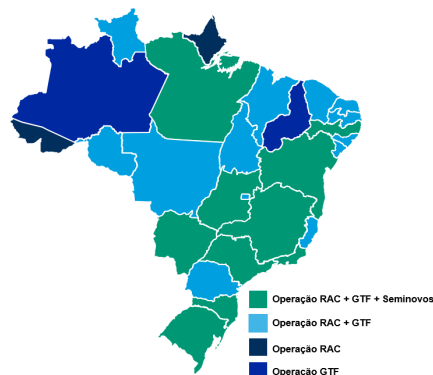 Operação RAC + GTF + Seminovos
Operação RAC + GTF
Operação RAC
Operação GTF